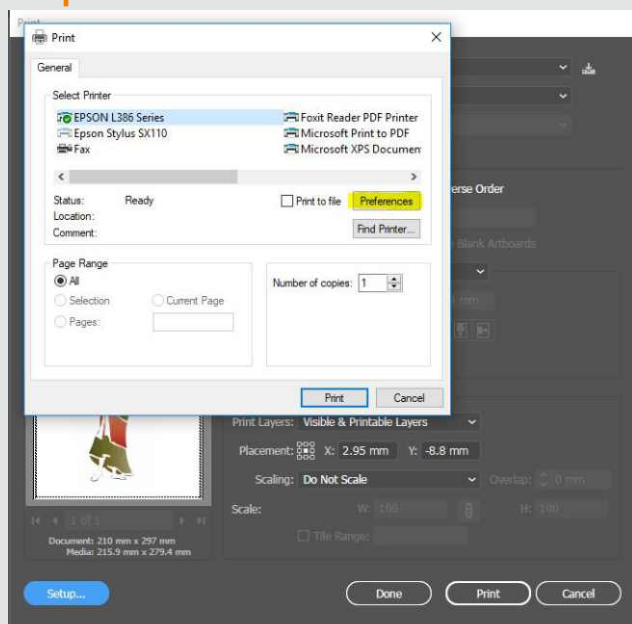 Print
Print
General
Select Printer
EPSON L386 Series
Foxit Reader PDF Printer
Epson Stylus SX110
Microsoft Print to PDF
Fax
Microsoft XPS Documen
Status: Ready
Print to file
Preferences
Location:
Comment:
Find Printer...
erse Order
Blank Artboards
Page Range
All
Selection
Current Page
Pages:
Number of copies: 1
mm
Print
Cancel
Print Layers: Visible & Printable Layers
Placement: X: 2.95 mm Y: -8.8 mm
Scaling: Do Not Scale
Overlap: 0 mm
Scale: W: 100 H: 100
Tile Range:
1 of 1
Document: 210 mm x 297 mm
Media: 215.9 mm x 279.4 mm
Setup...
Done
Print
Cancel